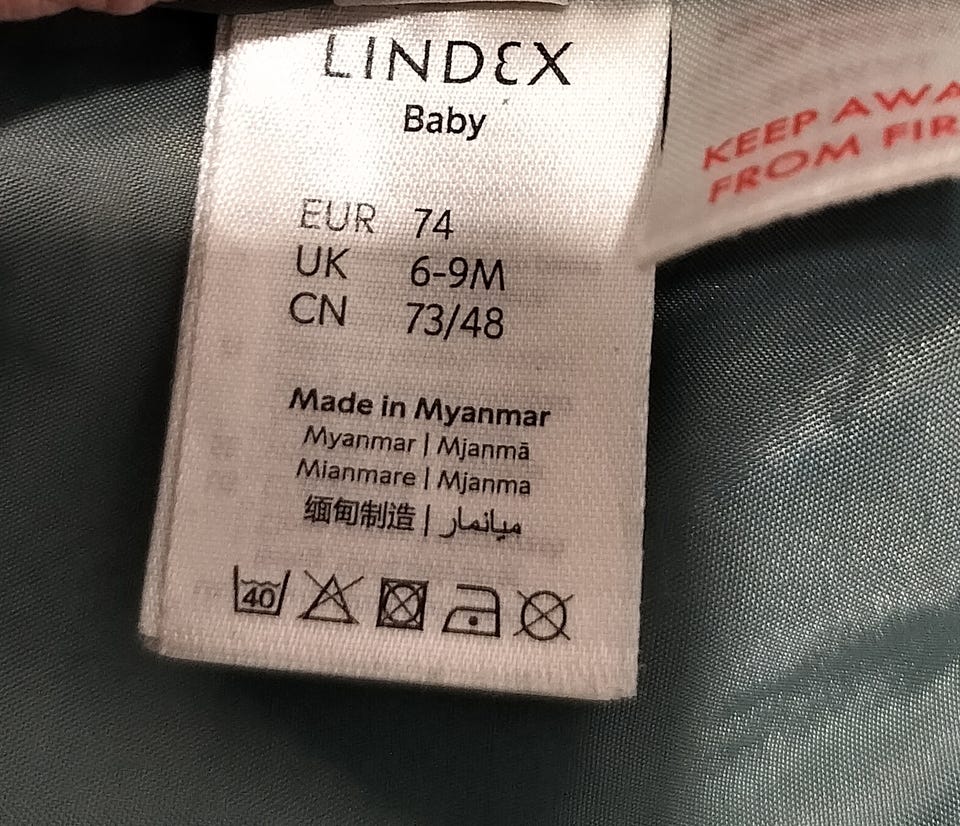 LINDEX
Baby
EUR 74
UK 6-9M
CN 73/48
Made in Myanmar
Myanmar | Mjanmā
Mianmare | Mjanma
缅甸制造 | ميانمار
40
KEEP AWA
FROM FIR